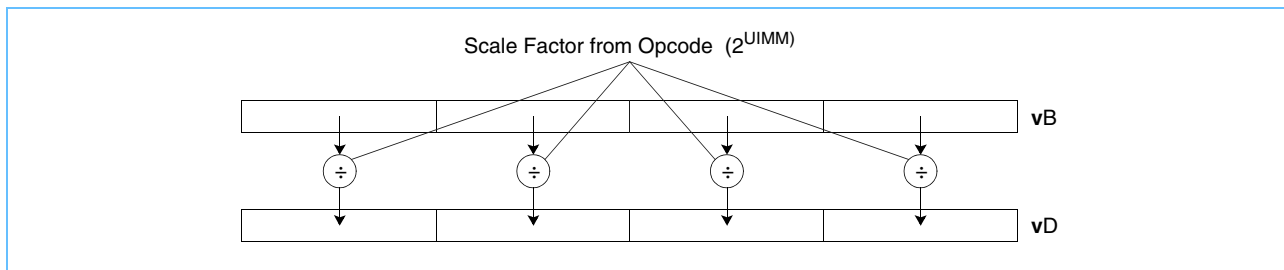 Scale Factor from Opcode (2^UIMM)
vB
÷ ÷ ÷ ÷
vD